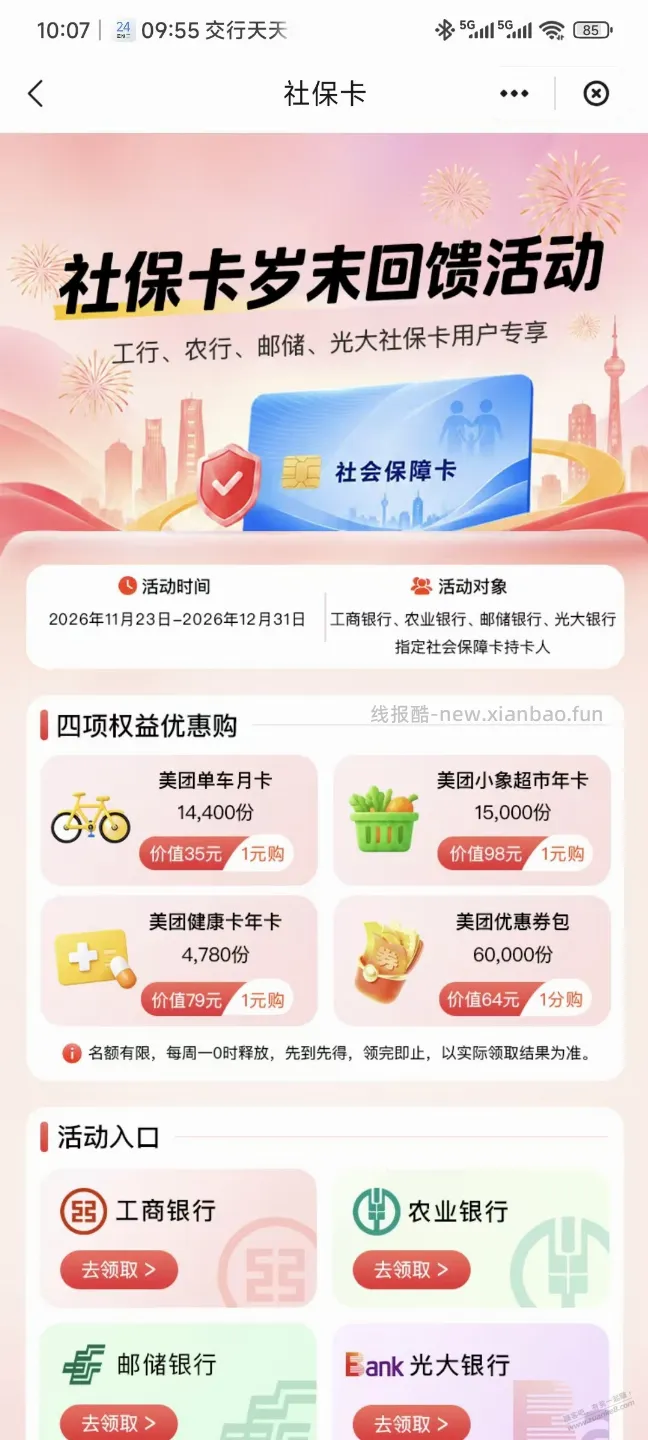 10:07 | 24 09:55 交行天天
5G 5G 85
社保卡
社保卡岁末回馈活动
工行、农行、邮储、光大社保卡用户专享
社会保障卡
活动时间
2026年11月23日-2026年12月31日
活动对象
工商银行、农业银行、邮储银行、光大银行
指定社会保障卡持卡人
四项权益优惠购
线报酷-new.xianbao.fun
美团单车月卡
14,400份
价值35元 1元购
美团小象超市年卡
15,000份
价值98元 1元购
美团健康卡年卡
4,780份
价值79元 1元购
美团优惠券包
券
60,000份
价值64元 1分购
名额有限，每周一0时释放，先到先得，领完即止，以实际领取结果为准。
活动入口
工商银行
去领取 >
农业银行
去领取 >
邮储银行
去领取 >
Bank 光大银行
去领取 >